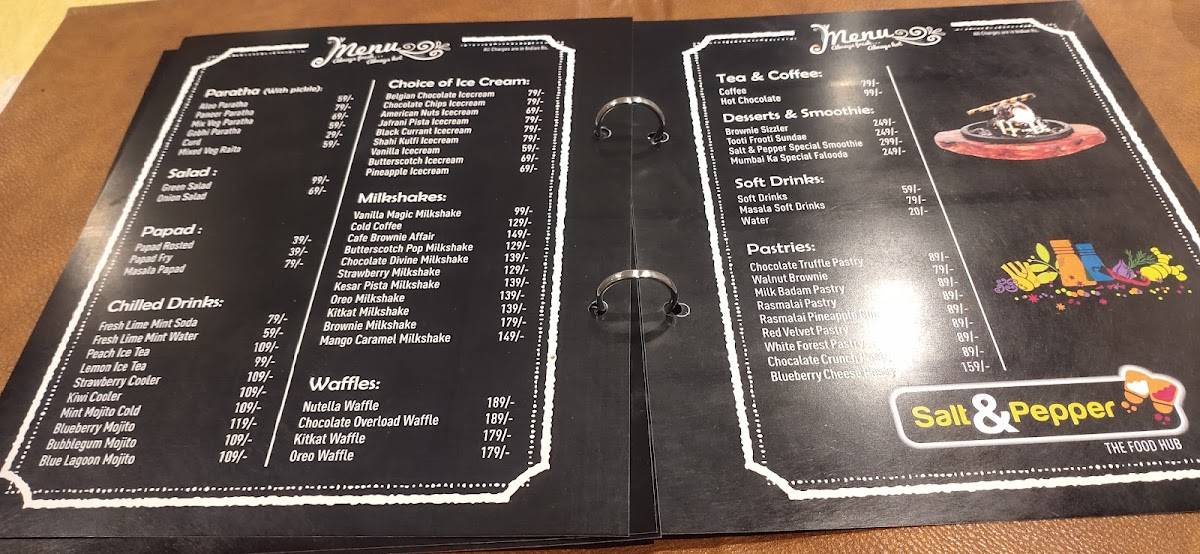 Menu
Always fresh
Always hot
All Charges are in Indian Rs.
Paratha (With pickle):
Aloo Paratha 59/-
Paneer Paratha 79/-
Mix Veg Paratha 69/-
Gobhi Paratha 59/-
Curd 29/-
Mixed Veg Raita 59/-
Salad :
Green Salad 99/-
Onion Salad 69/-
Papad :
Papad Rosted 39/-
Papad Fry 39/-
Masala Papad 79/-
Chilled Drinks:
Fresh Lime Mint Soda 79/-
Fresh Lime Mint Water 59/-
Peach Ice Tea 109/-
Lemon Ice Tea 99/-
Strawberry Cooler 109/-
Kiwi Cooler 109/-
Mint Mojito Cold 109/-
Blueberry Mojito 119/-
Bubblegum Mojito 109/-
Blue Lagoon Mojito 109/-
Choice of Ice Cream:
Belgian Chocolate Icecream 79/-
Chocolate Chips Icecream 79/-
American Nuts Icecream 69/-
Jafrani Pista Icecream 79/-
Black Currant Icecream 79/-
Shahi Kulfi Icecream 79/-
Vanilla Icecream 59/-
Butterscotch Icecream 69/-
Pineapple Icecream 69/-
Milkshakes:
Vanilla Magic Milkshake 99/-
Cold Coffee 129/-
Cafe Brownie Affair 149/-
Butterscotch Pop Milkshake 129/-
Chocolate Divine Milkshake 139/-
Strawberry Milkshake 129/-
Kesar Pista Milkshake 139/-
Oreo Milkshake 139/-
Kitkat Milkshake 139/-
Brownie Milkshake 179/-
Mango Caramel Milkshake 149/-
Waffles:
Nutella Waffle 189/-
Chocolate Overload Waffle 189/-
Kitkat Waffle 179/-
Oreo Waffle 179/-
Menu
Always fresh
Always hot
All Charges are in Indian Rs.
Tea & Coffee:
Coffee 79/-
Hot Chocolate 99/-
Desserts & Smoothie:
Brownie Sizzler 249/-
Tooti Frooti Sundae 249/-
Salt & Pepper Special Smoothie 299/-
Mumbai Ka Special Falooda 249/-
Soft Drinks:
Soft Drinks 59/-
Masala Soft Drinks 79/-
Water 20/-
Pastries:
Chocolate Truffle Pastry 89/-
Walnut Brownie 79/-
Milk Badam Pastry 89/-
Rasmalai Pastry 89/-
Rasmalai Pineapple 89/-
Red Velvet Pastry 89/-
White Forest Pastry 89/-
Chocalate Crunch 89/-
Blueberry Cheese Pastry 159/-
Salt & Pepper
THE FOOD HUB